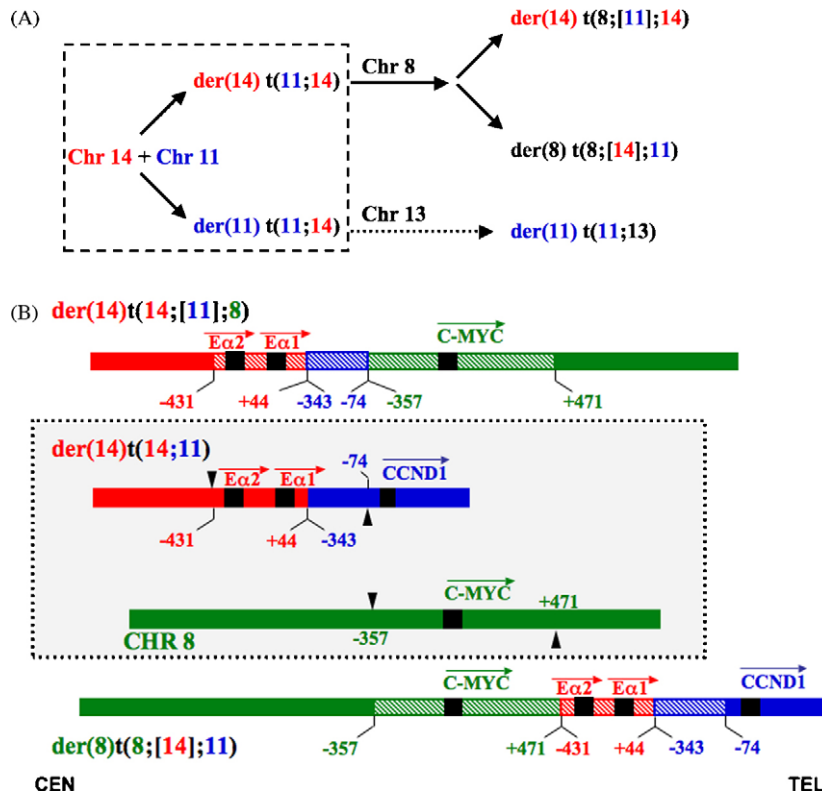 (A)
der(14) t(8;[11];14)
der(14) t(11;14)
Chr 8
Chr 14 + Chr 11
der(8) t(8;[14];11)
der(11) t(11;14)
Chr 13
der(11) t(11;13)
(B) der(14)t(14;[11];8)
Eα2 Eα1 C-MYC
-431 +44 -343 -74 -357 +471
der(14)t(14;11)
-74
Eα2 Eα1 CCND1
-431 +44 -343
C-MYC +471
CHR 8 -357
C-MYC Eα2 Eα1 CCND1
-357 +471 -431 +44 -343 -74
der(8)t(8;[14];11)
CEN TEL